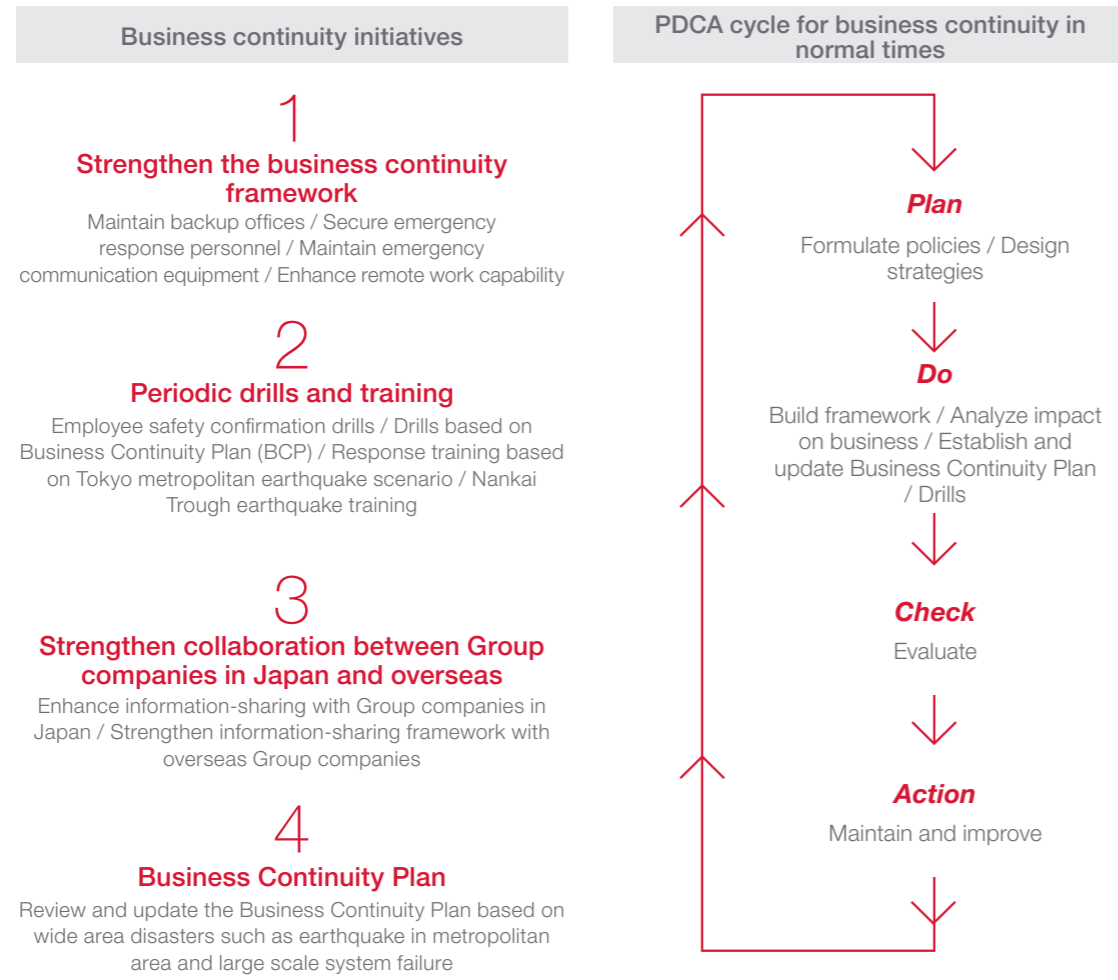 Business continuity initiatives
1
Strengthen the business continuity
framework
Maintain backup offices / Secure emergency
response personnel / Maintain emergency
communication equipment / Enhance remote work capability
2
Periodic drills and training
Employee safety confirmation drills / Drills based on
Business Continuity Plan (BCP) / Response training based
on Tokyo metropolitan earthquake scenario / Nankai
Trough earthquake training
3
Strengthen collaboration between Group
companies in Japan and overseas
Enhance information-sharing with Group companies in
Japan / Strengthen information-sharing framework with
overseas Group companies
4
Business Continuity Plan
Review and update the Business Continuity Plan based on
wide area disasters such as earthquake in metropolitan
area and large scale system failure
PDCA cycle for business continuity in
normal times
Plan
Formulate policies / Design
strategies
Do
Build framework / Analyze impact
on business / Establish and
update Business Continuity Plan
/ Drills
Check
Evaluate
Action
Maintain and improve